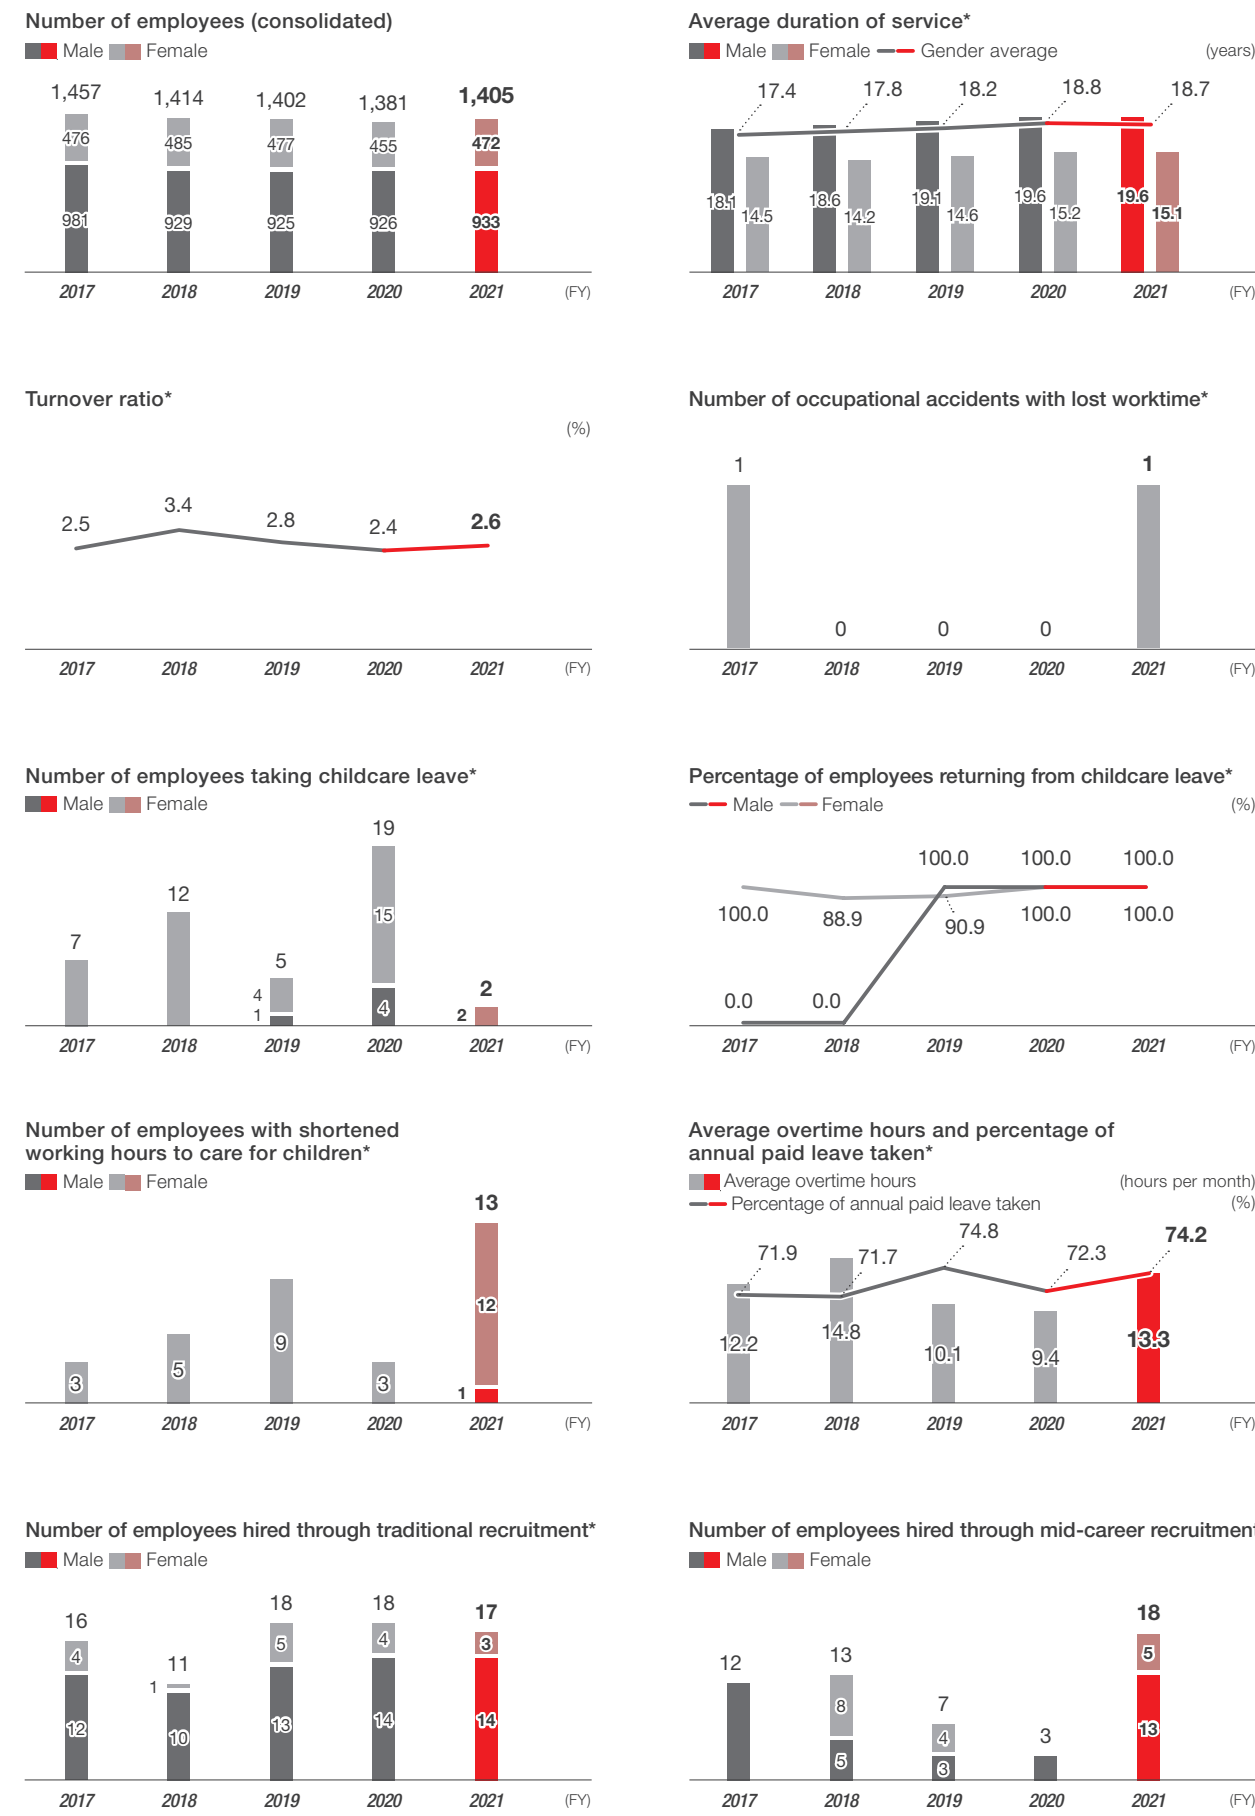 Number of employees (consolidated)
Male Female
1,457 1,414 1,402 1,381 1,405
476 485 477 455 472
981 929 925 926 933
2017 2018 2019 2020 2021 (FY)
Average duration of service*
Male Female Gender average (years)
17.4 17.8 18.2 18.8 18.7
18.1 14.5 18.6 14.2 19.1 14.6 19.6 15.2 19.6 15.1
2017 2018 2019 2020 2021 (FY)
Turnover ratio*
(%)
2.5 3.4 2.8 2.4 2.6
2017 2018 2019 2020 2021 (FY)
Number of occupational accidents with lost worktime*
1 0 0 0 1
2017 2018 2019 2020 2021 (FY)
Number of employees taking childcare leave*
Male Female
7 12 5 19 2
4 15 2
1 4
2017 2018 2019 2020 2021 (FY)
Percentage of employees returning from childcare leave*
Male Female (%)
100.0 100.0 100.0
100.0 88.9 90.9 100.0 100.0
0.0 0.0
2017 2018 2019 2020 2021 (FY)
Number of employees with shortened
working hours to care for children*
Male Female
13
12
3 5 9 3 1
2017 2018 2019 2020 2021 (FY)
Average overtime hours and percentage of
annual paid leave taken*
Average overtime hours (hours per month)
Percentage of annual paid leave taken (%)
71.9 71.7 74.8 72.3 74.2
12.2 14.8 10.1 9.4 13.3
2017 2018 2019 2020 2021 (FY)
Number of employees hired through traditional recruitment*
Male Female
16 11 18 18 17
4 1 5 4 3
12 10 13 14 14
2017 2018 2019 2020 2021 (FY)
Number of employees hired through mid-career recruitment
Male Female
12 13 7 3 18
8 4 5
5 3 13
2017 2018 2019 2020 2021 (FY)